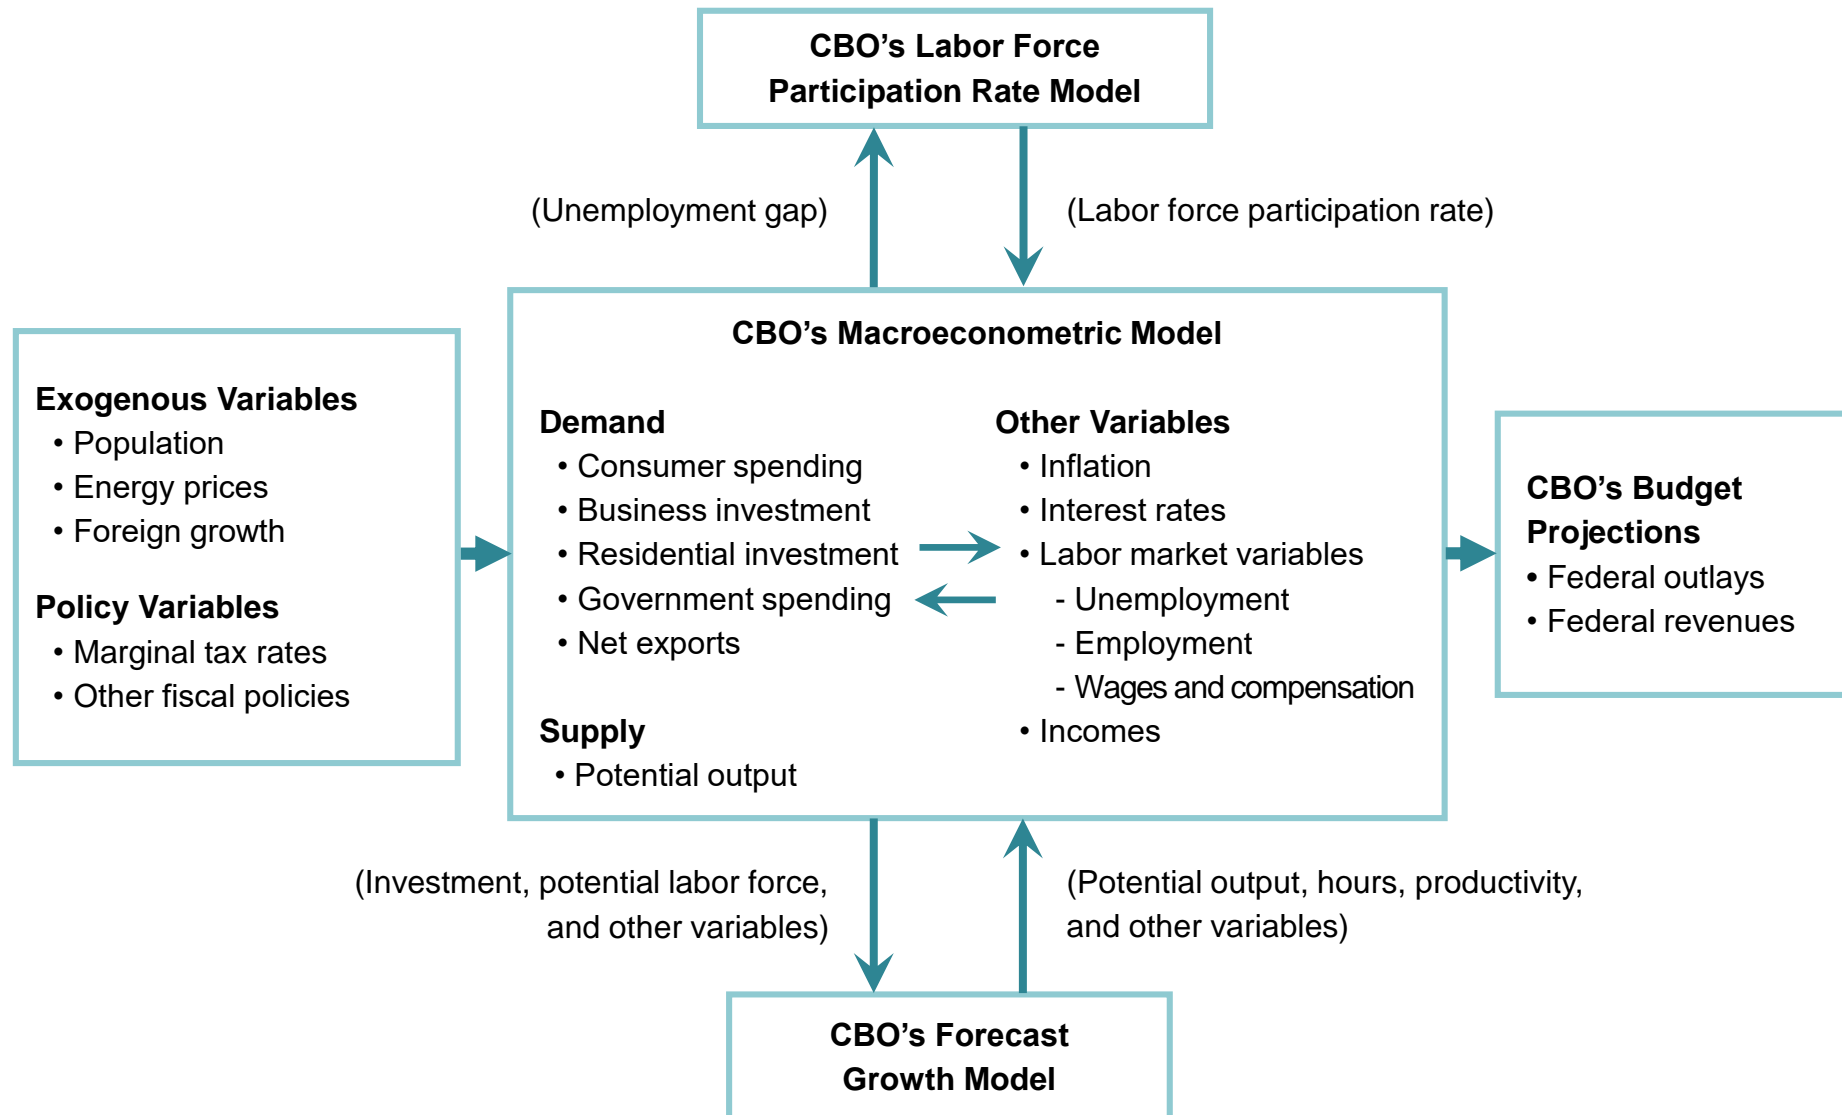 CBO’s Labor Force
Participation Rate Model
(Unemployment gap)
(Labor force participation rate)
Exogenous Variables
• Population
• Energy prices
• Foreign growth
Policy Variables
• Marginal tax rates
• Other fiscal policies
CBO’s Macroeconometric Model
Demand
• Consumer spending
• Business investment
• Residential investment
• Government spending
• Net exports
Supply
• Potential output
Other Variables
• Inflation
• Interest rates
• Labor market variables
- Unemployment
- Employment
- Wages and compensation
• Incomes
CBO’s Budget
Projections
• Federal outlays
• Federal revenues
(Investment, potential labor force,
and other variables)
(Potential output, hours, productivity,
and other variables)
CBO’s Forecast
Growth Model